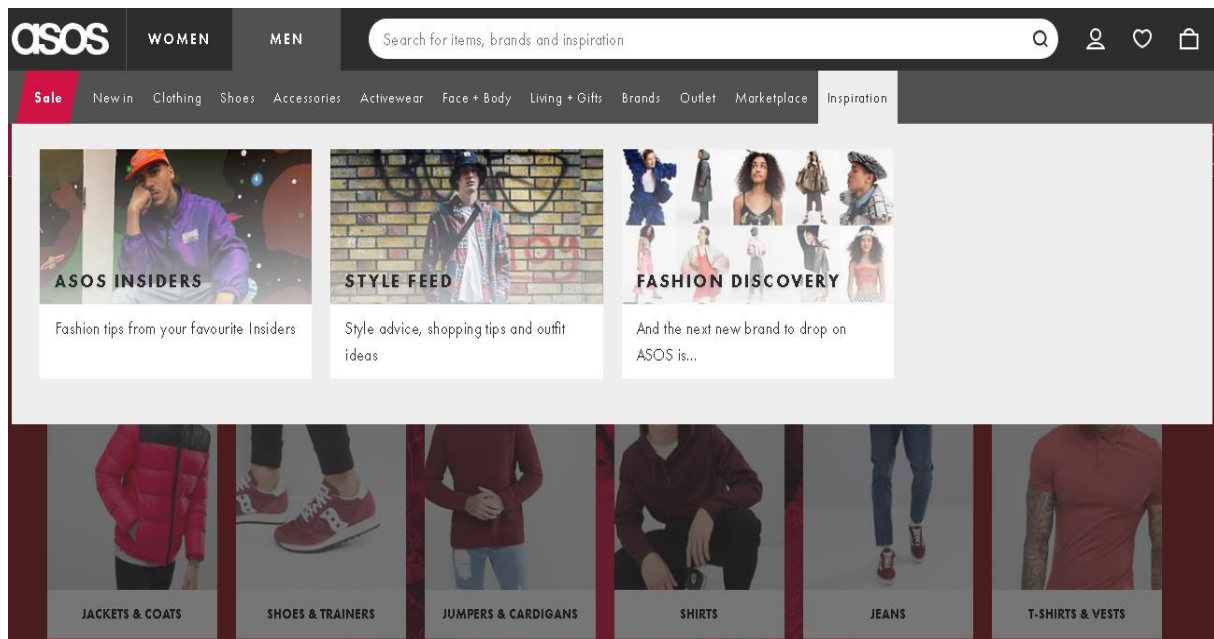 asos
WOMEN
MEN
Search for items, brands and inspiration
Sale New in Clothing Shoes Accessories Activewear Face + Body Living + Gifts Brands Outlet Marketplace Inspiration
ASOS INSIDERS
Fashion tips from your favourite Insiders
STYLE FEED
Style advice, shopping tips and outfit
ideas
FASHION DISCOVERY
And the next new brand to drop on
ASOS is...
JACKETS & COATS
SHOES & TRAINERS
JUMPERS & CARDIGANS
SHIRTS
JEANS
T-SHIRTS & VESTS